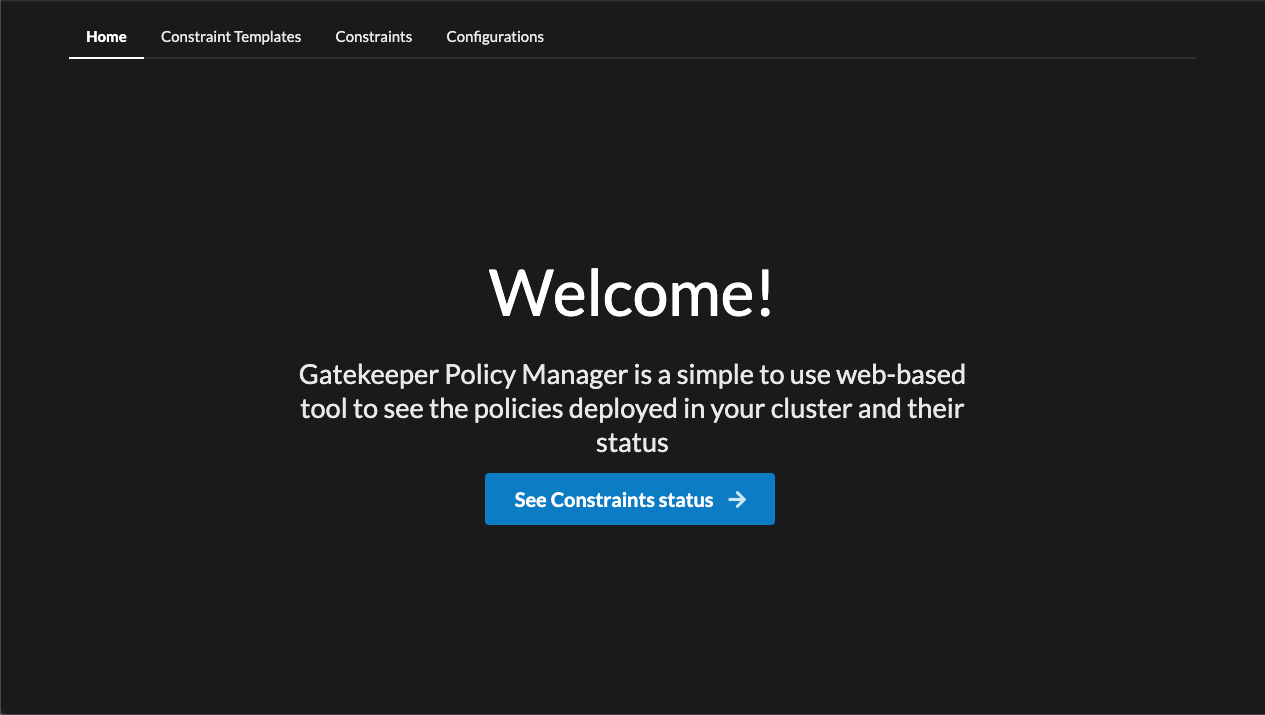 Home Constraint Templates Constraints Configurations
Welcome!
Gatekeeper Policy Manager is a simple to use web-based
tool to see the policies deployed in your cluster and their
status
See Constraints status